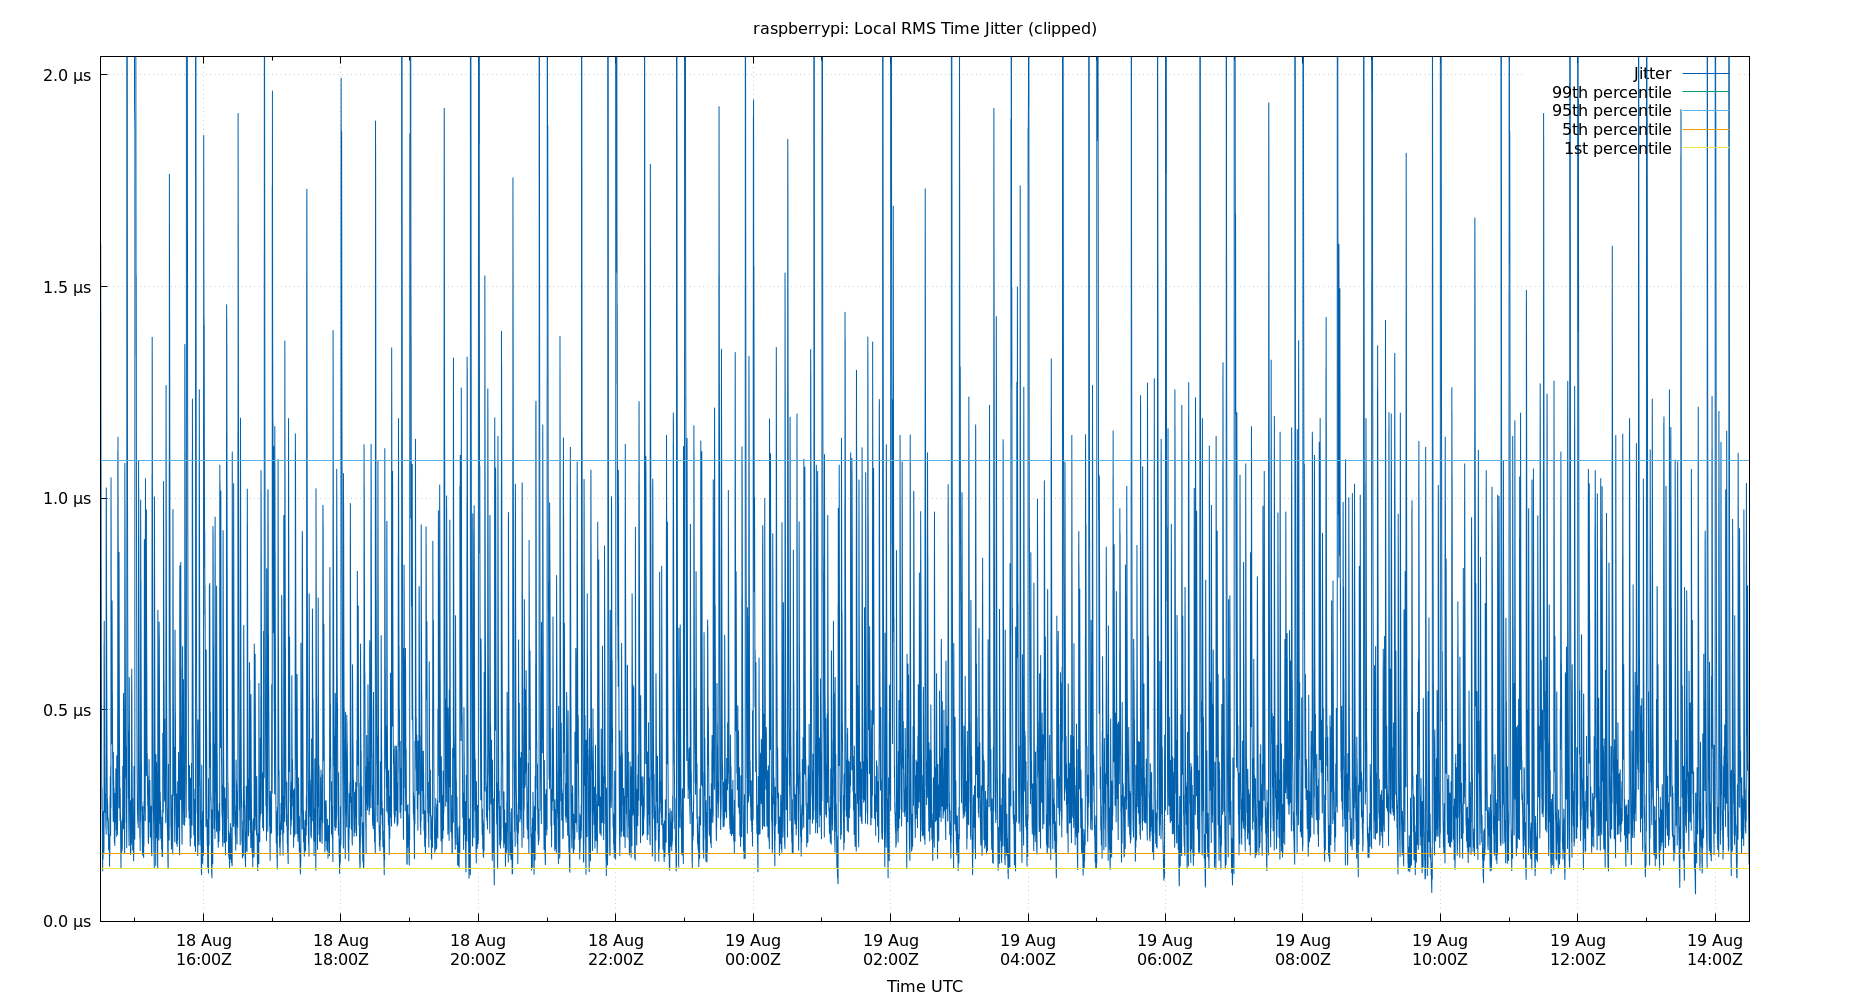 raspberrypi: Local RMS Time Jitter (clipped)
2.0 µs
1.5 µs
1.0 µs
0.5 µs
0.0 µs
Jitter
99th percentile
95th percentile
5th percentile
1st percentile
18 Aug 18 Aug 18 Aug 18 Aug 19 Aug 19 Aug 19 Aug 19 Aug 19 Aug 19 Aug 19 Aug 19 Aug
16:00Z 18:00Z 20:00Z 22:00Z 00:00Z 02:00Z 04:00Z 06:00Z 08:00Z 10:00Z 12:00Z 14:00Z
Time UTC